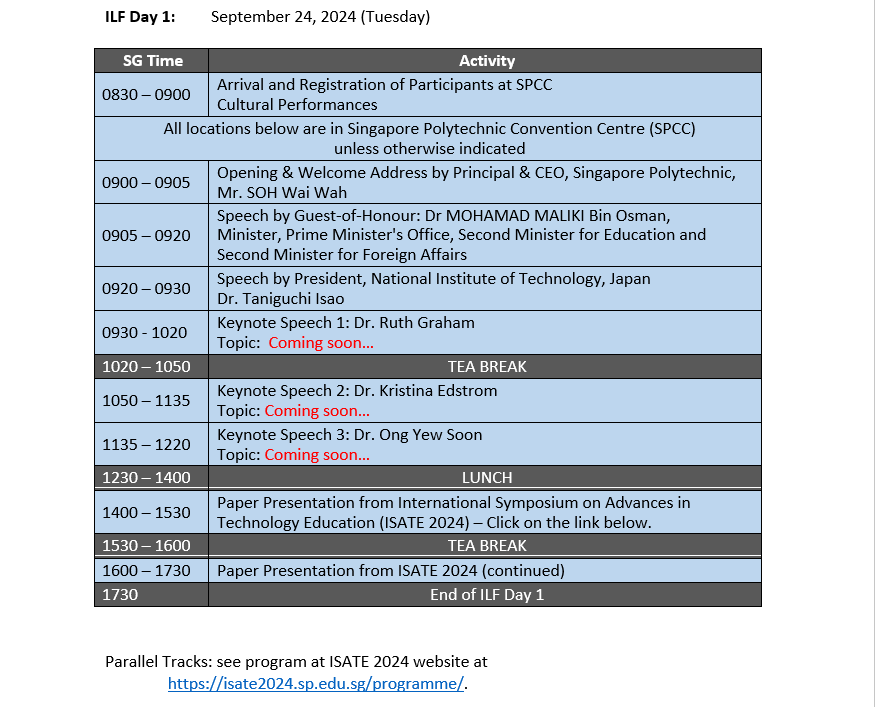 ILF Day 1: September 24, 2024 (Tuesday)
SG Time Activity
0830 – 0900 Arrival and Registration of Participants at SPCC
Cultural Performances
All locations below are in Singapore Polytechnic Convention Centre (SPCC)
unless otherwise indicated
0900 – 0905 Opening & Welcome Address by Principal & CEO, Singapore Polytechnic,
Mr. SOH Wai Wah
0905 – 0920 Speech by Guest-of-Honour: Dr MOHAMAD MALIKI Bin Osman,
Minister, Prime Minister's Office, Second Minister for Education and
Second Minister for Foreign Affairs
0920 – 0930 Speech by President, National Institute of Technology, Japan
Dr. Taniguchi Isao
0930 - 1020 Keynote Speech 1: Dr. Ruth Graham
Topic: Coming soon...
1020 – 1050 TEA BREAK
1050 – 1135 Keynote Speech 2: Dr. Kristina Edstrom
Topic: Coming soon...
1135 – 1220 Keynote Speech 3: Dr. Ong Yew Soon
Topic: Coming soon...
1230 – 1400 LUNCH
1400 – 1530 Paper Presentation from International Symposium on Advances in
Technology Education (ISATE 2024) – Click on the link below.
1530 – 1600 TEA BREAK
1600 – 1730 Paper Presentation from ISATE 2024 (continued)
1730 End of ILF Day 1
Parallel Tracks: see program at ISATE 2024 website at
https://isate2024.sp.edu.sg/programme/.